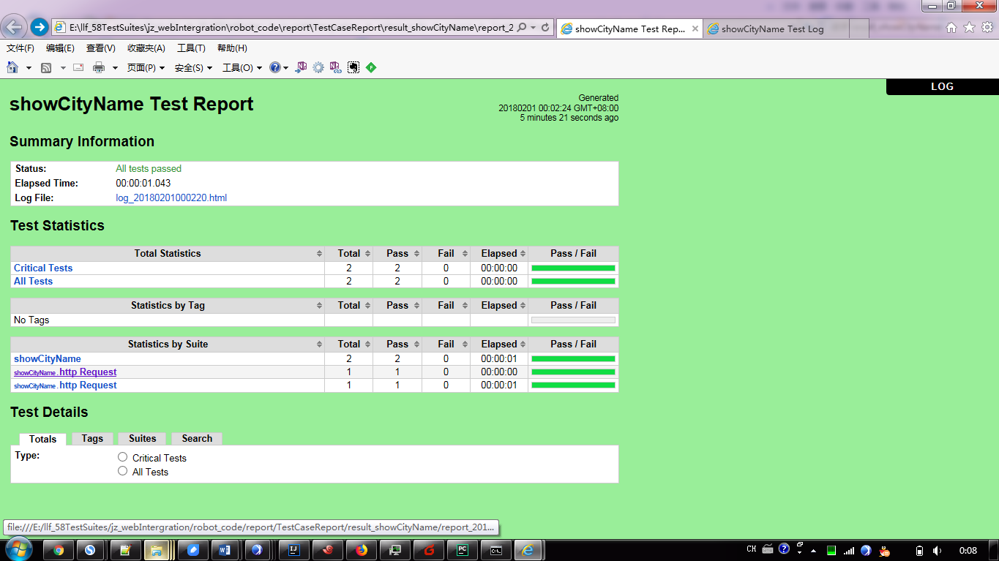 E:\llf_58TestSuites\jz_webIntergration\robot_code\report\TestCaseReport\result_showCityName\report_2
showCityName Test Rep...
showCityName Test Log
文件(F) 编辑(E) 查看(V) 收藏夹(A) 工具(T) 帮助(H)
页面(P) 安全(S) 工具(O)
LOG
showCityName Test Report
Generated
20180201 00:02:24 GMT+08:00
5 minutes 21 seconds ago
Summary Information
Status: All tests passed
Elapsed Time: 00:00:01.043
Log File: log_20180201000220.html
Test Statistics
Total Statistics Total Pass Fail Elapsed Pass / Fail
Critical Tests 2 2 0 00:00:00
All Tests 2 2 0 00:00:00
Statistics by Tag Total Pass Fail Elapsed Pass / Fail
No Tags
Statistics by Suite Total Pass Fail Elapsed Pass / Fail
showCityName 2 2 0 00:00:01
showCityName . http Request 1 1 0 00:00:00
showCityName . http Request 1 1 0 00:00:01
Test Details
Totals Tags Suites Search
Type: Critical Tests
All Tests
file:///E:/llf_58TestSuites/jz_webIntergration/robot_code/report/TestCaseReport/result_showCityName/report_201...
CH 0:08